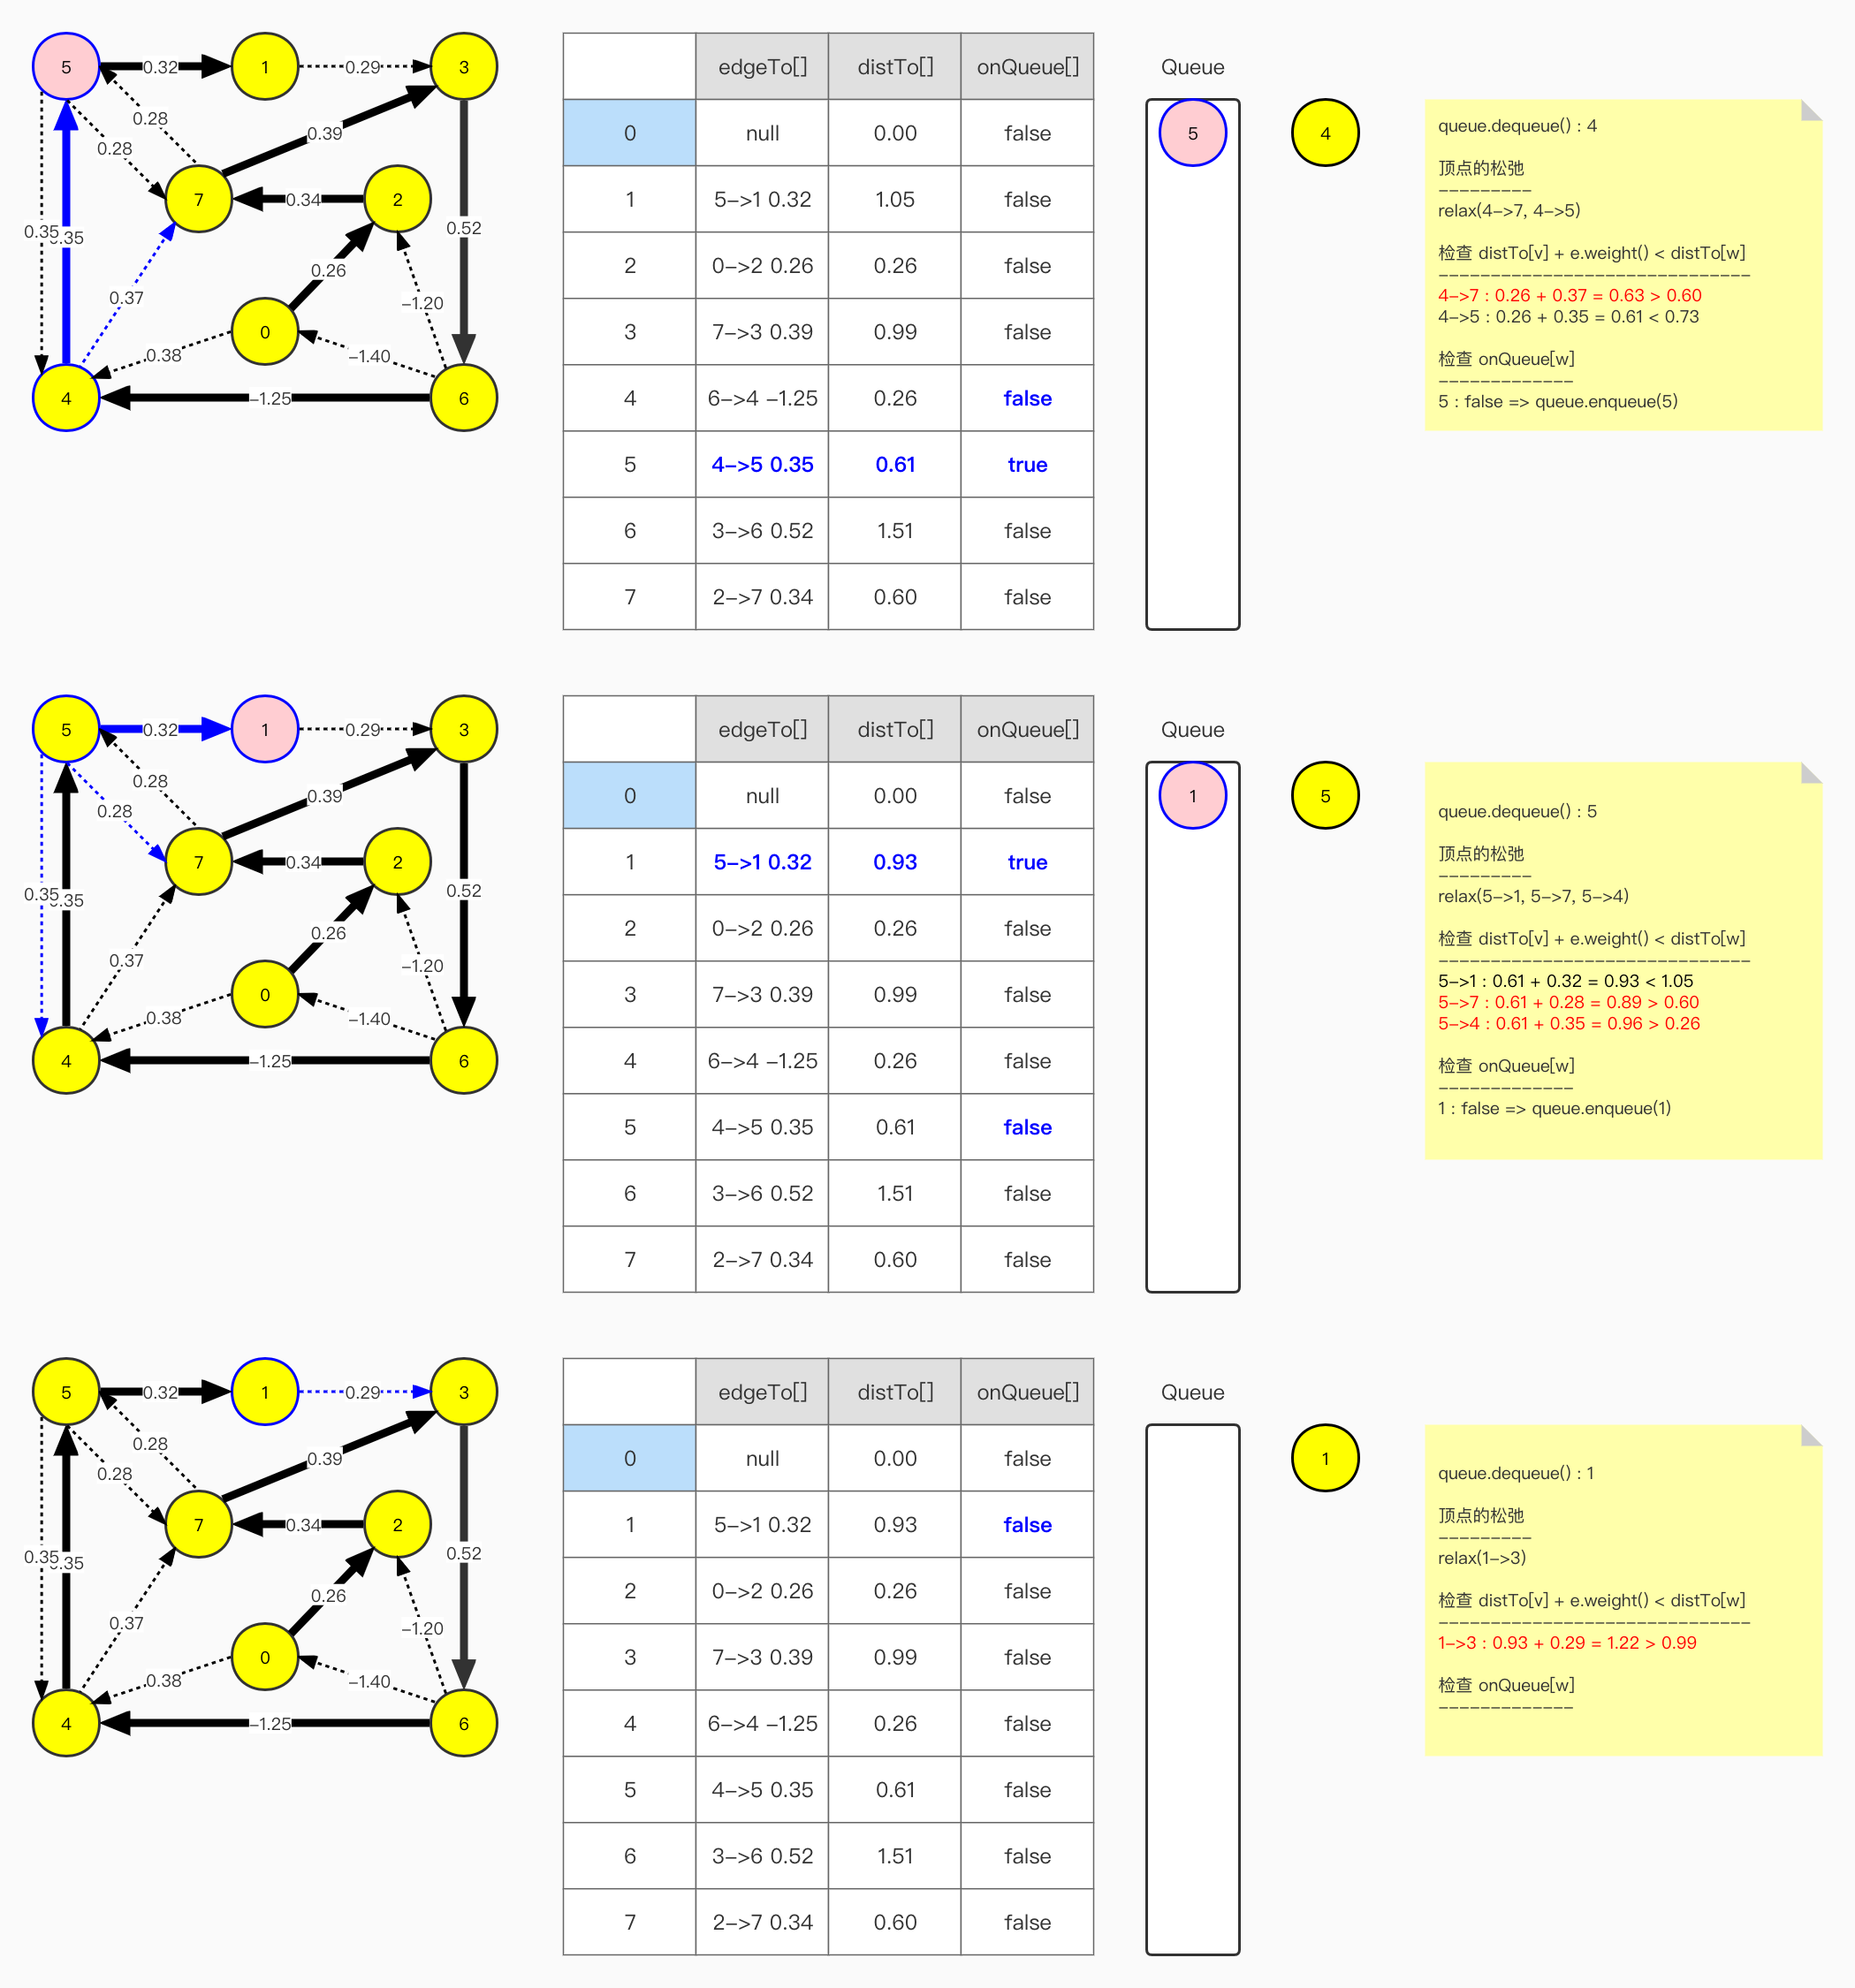 5 0.32 1 0.29 3
0.28
0.28
0.39
7 0.34 2
0.35 0.35
0.52
0.26
0.37
–1.20
0
0.38
–1.40
4 –1.25 6
edgeTo[] distTo[] onQueue[]
0 null 0.00 false
1 5–>1 0.32 1.05 false
2 0–>2 0.26 0.26 false
3 7–>3 0.39 0.99 false
4 6–>4 –1.25 0.26 false
5 4–>5 0.35 0.61 true
6 3–>6 0.52 1.51 false
7 2–>7 0.34 0.60 false
Queue
5
4
queue.dequeue() : 4
顶点的松弛
–––––––––
relax(4–>7, 4–>5)
检查 distTo[v] + e.weight() < distTo[w]
––––––––––––––––––––––––––––––
4–>7 : 0.26 + 0.37 = 0.63 > 0.60
4–>5 : 0.26 + 0.35 = 0.61 < 0.73
检查 onQueue[w]
–––––––––––––
5 : false => queue.enqueue(5)
5 0.32 1 0.29 3
0.28
0.28
0.39
7 0.34 2
0.35 0.35
0.52
0.26
0.37
–1.20
0
0.38
–1.40
4 –1.25 6
edgeTo[] distTo[] onQueue[]
0 null 0.00 false
1 5–>1 0.32 0.93 true
2 0–>2 0.26 0.26 false
3 7–>3 0.39 0.99 false
4 6–>4 –1.25 0.26 false
5 4–>5 0.35 0.61 false
6 3–>6 0.52 1.51 false
7 2–>7 0.34 0.60 false
Queue
1
5
queue.dequeue() : 5
顶点的松弛
–––––––––
relax(5–>1, 5–>7, 5–>4)
检查 distTo[v] + e.weight() < distTo[w]
––––––––––––––––––––––––––––––
5–>1 : 0.61 + 0.32 = 0.93 < 1.05
5–>7 : 0.61 + 0.28 = 0.89 > 0.60
5–>4 : 0.61 + 0.35 = 0.96 > 0.26
检查 onQueue[w]
–––––––––––––
1 : false => queue.enqueue(1)
5 0.32 1 0.29 3
0.28
0.28
0.39
7 0.34 2
0.35 0.35
0.52
0.26
0.37
–1.20
0
0.38
–1.40
4 –1.25 6
edgeTo[] distTo[] onQueue[]
0 null 0.00 false
1 5–>1 0.32 0.93 false
2 0–>2 0.26 0.26 false
3 7–>3 0.39 0.99 false
4 6–>4 –1.25 0.26 false
5 4–>5 0.35 0.61 false
6 3–>6 0.52 1.51 false
7 2–>7 0.34 0.60 false
Queue
1
queue.dequeue() : 1
顶点的松弛
–––––––––
relax(1–>3)
检查 distTo[v] + e.weight() < distTo[w]
––––––––––––––––––––––––––––––
1–>3 : 0.93 + 0.29 = 1.22 > 0.99
检查 onQueue[w]
–––––––––––––